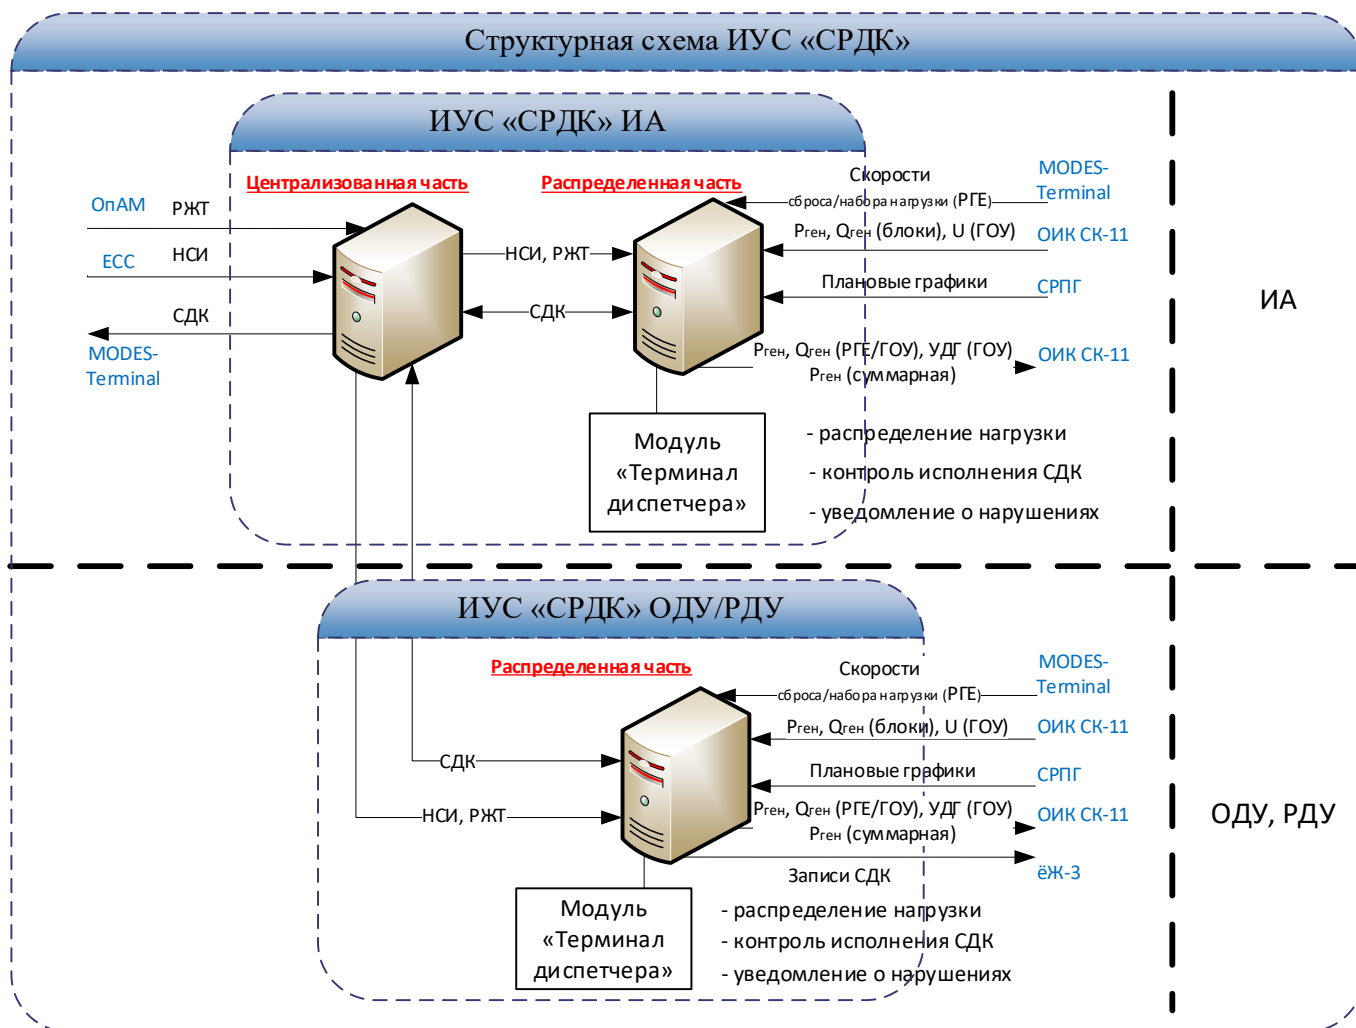 Структурная схема ИУС «СРДК»
ИУС «СРДК» ИА
Централизованная часть
Распределенная часть
ОпАМ
РЖТ
ЕСС
НСИ
СДК
MODES-
Terminal
НСИ, РЖТ
СДК
Скорости
сброса/набора нагрузки (РГЕ)
MODES-
Terminal
Pген, Qген (блоки), U (ГОУ)
ОИК СК-11
Плановые графики
СРПГ
Pген, Qген (РГЕ/ГОУ), УДГ (ГОУ)
Pген (суммарная)
ОИК СК-11
ИА
Модуль
«Терминал
диспетчера»
- распределение нагрузки
- контроль исполнения СДК
- уведомление о нарушениях
ИУС «СРДК» ОДУ/РДУ
Распределенная часть
СДК
НСИ, РЖТ
Скорости
сброса/набора нагрузки (РГЕ)
MODES-
Terminal
Pген, Qген (блоки), U (ГОУ)
ОИК СК-11
Плановые графики
СРПГ
Pген, Qген (РГЕ/ГОУ), УДГ (ГОУ)
Pген (суммарная)
ОИК СК-11
Записи СДК
ёЖ-3
ОДУ, РДУ
Модуль
«Терминал
диспетчера»
- распределение нагрузки
- контроль исполнения СДК
- уведомление о нарушениях